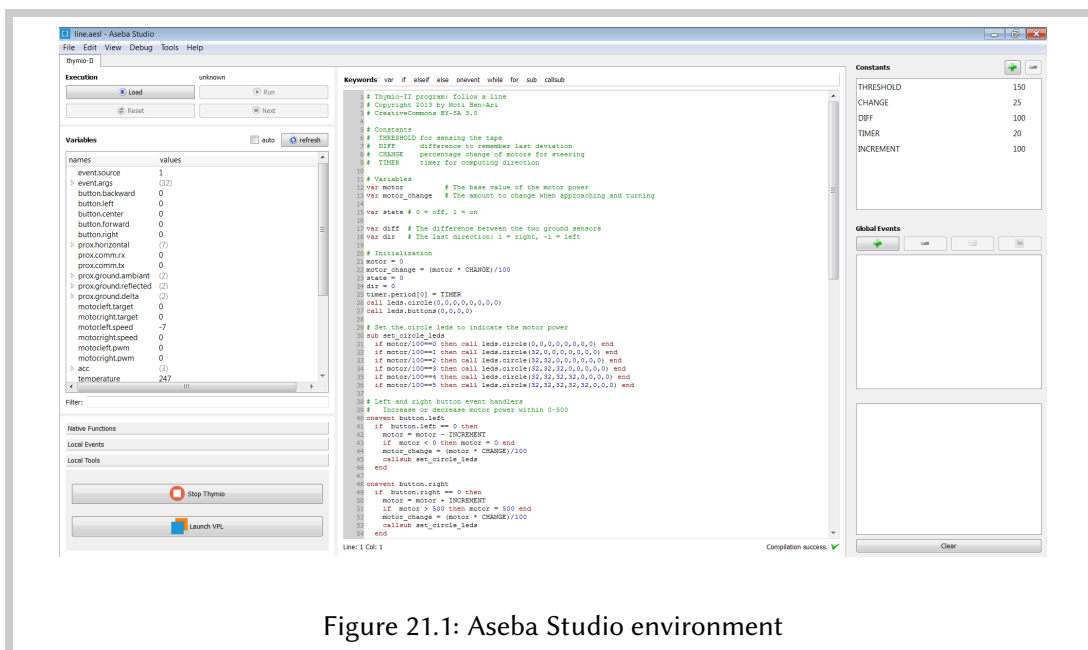 line.aesl - Aseba Studio
File Edit View Debug Tools Help
thymio-II
Execution unknown
Load Run
Reset Next
Variables auto refresh
names values
event.source 1
event.args (32)
button.backward 0
button.left 0
button.center 0
button.forward 0
button.right 0
prox.horizontal (7)
prox.comm.rx 0
prox.comm.tx 0
prox.ground.ambiant (2)
prox.ground.reflected (2)
prox.ground.delta (2)
motor.left.target 0
motor.right.target 0
motor.left.speed -7
motor.right.speed 0
motor.left.pwm 0
motor.right.pwm 0
acc (3)
temperature 247
Filter:
Native Functions
Local Events
Local Tools
Stop Thymio
Launch VPL
Keywords var if elseif else onevent while for sub callsub
1 # Thymio-II program: follow a line
2 # Copyright 2013 by Moti Ben-Ari
3 # CreativeCommons BY-SA 3.0
4
5 # Constants
6 # THRESHOLD for sensing the tape
7 # DIFF difference to remember last deviation
8 # CHANGE percentage change of motors for steering
9 # TIMER timer for computing direction
10
11 # Variables
12 var motor # The base value of the motor power
13 var motor_change # The amount to change when approaching and turning
14
15 var state # 0 = off, 1 = on
16
17 var diff # The difference between the two ground sensors
18 var dir # The last direction: 1 = right, -1 = left
19
20 # Initialization
21 motor = 0
22 motor_change = (motor * CHANGE)/100
23 state = 0
24 dir = 0
25 timer.period[0] = TIMER
26 call leds.circle(0,0,0,0,0,0,0,0)
27 call leds.buttons(0,0,0,0)
28
29 # Set the circle leds to indicate the motor power
30 sub set_circle_leds
31 if motor/100==0 then call leds.circle(0,0,0,0,0,0,0,0) end
32 if motor/100==1 then call leds.circle(32,0,0,0,0,0,0,0) end
33 if motor/100==2 then call leds.circle(32,32,0,0,0,0,0,0) end
34 if motor/100==3 then call leds.circle(32,32,32,0,0,0,0,0) end
35 if motor/100==4 then call leds.circle(32,32,32,32,0,0,0,0) end
36 if motor/100==5 then call leds.circle(32,32,32,32,32,0,0,0) end
37
38 # Left and right button event handlers
39 # Increase or decrease motor power within 0-500
40 onevent button.left
41 if button.left == 0 then
42 motor = motor - INCREMENT
43 if motor < 0 then motor = 0 end
44 motor_change = (motor * CHANGE)/100
45 callsub set_circle_leds
46 end
47
48 onevent button.right
49 if button.right == 0 then
50 motor = motor + INCREMENT
51 if motor > 500 then motor = 500 end
52 motor_change = (motor * CHANGE)/100
53 callsub set_circle_leds
54 end
Line: 1 Col: 1 Compilation success.
Constants
THRESHOLD 150
CHANGE 25
DIFF 100
TIMER 20
INCREMENT 100
Global Events
Clear
Figure 21.1: Aseba Studio environment